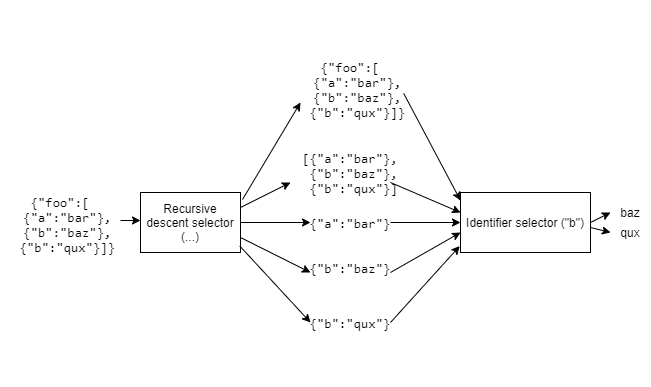 {"foo":[
{"a":"bar"},
{"b":"baz"},
{"b":"qux"}]}
Recursive
descent selector
(...)
{"foo":[
{"a":"bar"},
{"b":"baz"},
{"b":"qux"}]}
[{"a":"bar"},
{"b":"baz"},
{"b":"qux"}]
{"a":"bar"}
{"b":"baz"}
{"b":"qux"}
Identifier selector ("b")
baz
qux